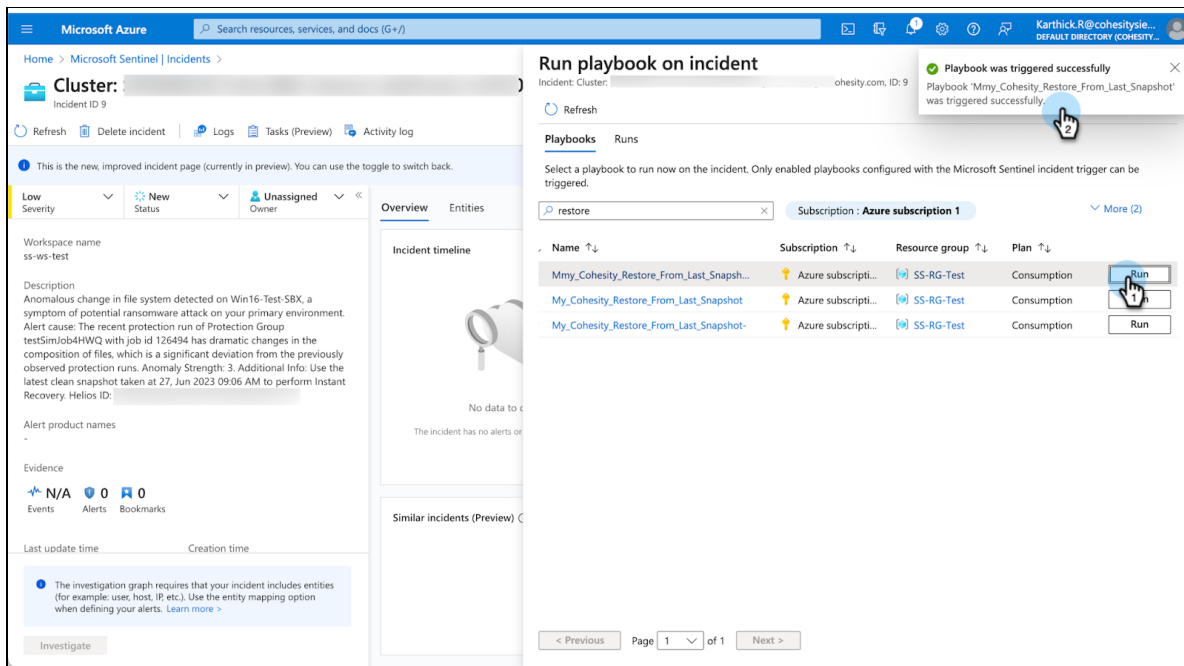 Microsoft Azure
Search resources, services, and docs (G+/)
1
Karthick.R@cohesitysie...
DEFAULT DIRECTORY (COHESITY...
Home > Microsoft Sentinel | Incidents >
Cluster:
Incident ID 9
Refresh
Delete incident
Logs
Tasks (Preview)
Activity log
This is the new, improved incident page (currently in preview). You can use the toggle to switch back.
Low
Severity
New
Status
Unassigned
Owner
Workspace name
ss-ws-test
Description
Anomalous change in file system detected on Win16-Test-SBX, a
symptom of potential ransomware attack on your primary environment.
Alert cause: The recent protection run of Protection Group
testSimJob4HWQ with job id 126494 has dramatic changes in the
composition of files, which is a significant deviation from the previously
observed protection runs. Anomaly Strength: 3. Additional Info: Use the
latest clean snapshot taken at 27, Jun 2023 09:06 AM to perform Instant
Recovery. Helios ID:
Alert product names
-
Evidence
N/A
Events
0
Alerts
0
Bookmarks
Last update time
Creation time
The investigation graph requires that your incident includes entities
(for example: user, host, IP, etc.). Use the entity mapping option
when defining your alerts. Learn more >
Investigate
Overview
Entities
Incident timeline
No data to
The incident has no alerts or
Similar incidents (Preview)
Run playbook on incident
Incident: Cluster: ohesity.com, ID: 9
Refresh
Playbooks
Runs
Select a playbook to run now on the incident. Only enabled playbooks configured with the Microsoft Sentinel incident trigger can be
triggered.
restore
Subscription : Azure subscription 1
More (2)
Name
Subscription
Resource group
Plan
Mmy_Cohesity_Restore_From_Last_Snapsh...
Azure subscripti...
SS-RG-Test
Consumption
Run
My_Cohesity_Restore_From_Last_Snapshot
Azure subscripti...
SS-RG-Test
Consumption
1
My_Cohesity_Restore_From_Last_Snapshot-
Azure subscripti...
SS-RG-Test
Consumption
Run
< Previous
Page 1 of 1
Next >
Playbook was triggered successfully
Playbook 'Mmy_Cohesity_Restore_From_Last_Snapshot'
was triggered successfully.
2